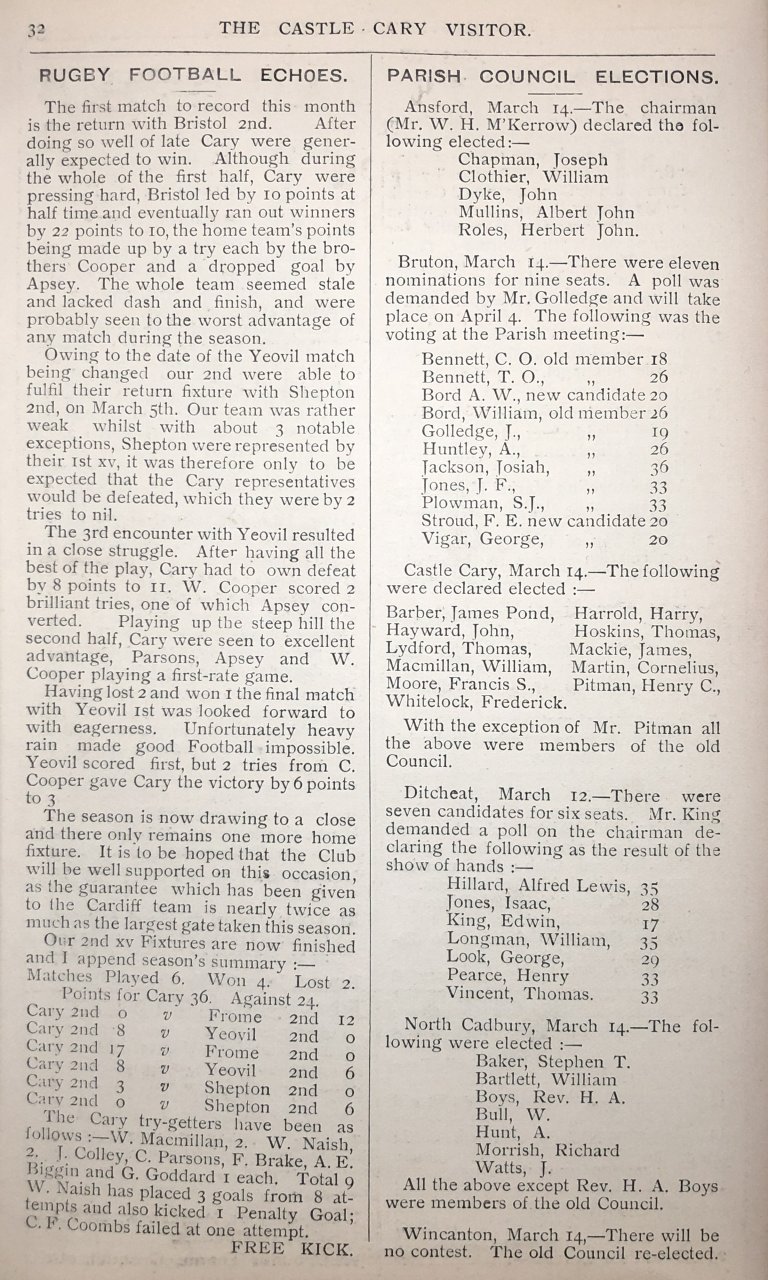 32
THE CASTLE · CARY VISITOR.
RUGBY FOOTBALL ECHOES.
The first match to record this month
is the return with Bristol 2nd. After
doing so well of late Cary were gener-
ally expected to win. Although during
the whole of the first half, Cary were
pressing hard, Bristol led by 10 points at
half time and eventually ran out winners
by 22 points to 10, the home team's points
being made up by a try each by the bro-
thers Cooper and a dropped goal by
Apsey. The whole team seemed stale
and lacked dash and finish, and were
probably seen to the worst advantage of
any match during the season.
Owing to the date of the Yeovil match
being changed our 2nd were able to
fulfil their return fixture with Shepton
2nd, on March 5th. Our team was rather
weak whilst with about 3 notable
exceptions, Shepton were represented by
their 1st xv, it was therefore only to be
expected that the Cary representatives
would be defeated, which they were by 2
tries to nil.
The 3rd encounter with Yeovil resulted
in a close struggle. After having all the
best of the play, Cary had to own defeat
by 8 points to 11. W. Cooper scored 2
brilliant tries, one of which Apsey con-
verted. Playing up the steep hill the
second half, Cary were seen to excellent
advantage, Parsons, Apsey and W.
Cooper playing a first-rate game.
Having lost 2 and won 1 the final match
with Yeovil 1st was looked forward to
with eagerness. Unfortunately heavy
rain made good Football impossible.
Yeovil scored first, but 2 tries from C.
Cooper gave Cary the victory by 6 points
to 3
The season is now drawing to a close
and there only remains one more home
fixture. It is to be hoped that the Club
will be well supported on this occasion,
as the guarantee which has been given
to the Cardiff team is nearly twice as
much as the largest gate taken this season.
Our 2nd xv Fixtures are now finished
and I append season's summary :—
Matches Played 6. Won 4. Lost 2.
Points for Cary 36. Against 24.
Cary 2nd 0 v Frome 2nd 12
Cary 2nd 8 v Yeovil 2nd 0
Cary 2nd 17 v Frome 2nd 0
Cary 2nd 8 v Yeovil 2nd 6
Cary 2nd 3 v Shepton 2nd 0
Cary 2nd 0 v Shepton 2nd 6
The Cary try-getters have been as
follows :—W. Macmillan, 2. W. Naish,
2. J. Colley, C. Parsons, F. Brake, A. E.
Biggin and G. Goddard 1 each. Total 9
W. Naish has placed 3 goals from 8 at-
tempts and also kicked 1 Penalty Goal;
C. F. Coombs failed at one attempt.
FREE KICK.
PARISH COUNCIL ELECTIONS.
Ansford, March 14.—The chairman
(Mr. W. H. M'Kerrow) declared the fol-
lowing elected:—
Chapman, Joseph
Clothier, William
Dyke, John
Mullins, Albert John
Roles, Herbert John.
Bruton, March 14.—There were eleven
nominations for nine seats. A poll was
demanded by Mr. Golledge and will take
place on April 4. The following was the
voting at the Parish meeting:—
Bennett, C. O. old member 18
Bennett, T. O., „ 26
Bord A. W., new candidate 20
Bord, William, old member 26
Golledge, J., „ 19
Huntley, A., „ 26
Jackson, Josiah, „ 36
Jones, J. F., „ 33
Plowman, S.J., „ 33
Stroud, F. E. new candidate 20
Vigar, George, „ 20
Castle Cary, March 14.—The following
were declared elected :—
Barber, James Pond, Harrold, Harry,
Hayward, John, Hoskins, Thomas,
Lydford, Thomas, Mackie, James,
Macmillan, William, Martin, Cornelius,
Moore, Francis S., Pitman, Henry C.,
Whitelock, Frederick.
With the exception of Mr. Pitman all
the above were members of the old
Council.
Ditcheat, March 12.—There were
seven candidates for six seats. Mr. King
demanded a poll on the chairman de-
claring the following as the result of the
show of hands :—
Hillard, Alfred Lewis, 35
Jones, Isaac, 28
King, Edwin, 17
Longman, William, 35
Look, George, 29
Pearce, Henry 33
Vincent, Thomas. 33
North Cadbury, March 14.—The fol-
lowing were elected :—
Baker, Stephen T.
Bartlett, William
Boys, Rev. H. A.
Bull, W.
Hunt, A.
Morrish, Richard
Watts, J.
All the above except Rev. H. A. Boys
were members of the old Council.
Wincanton, March 14,—There will be
no contest. The old Council re-elected.